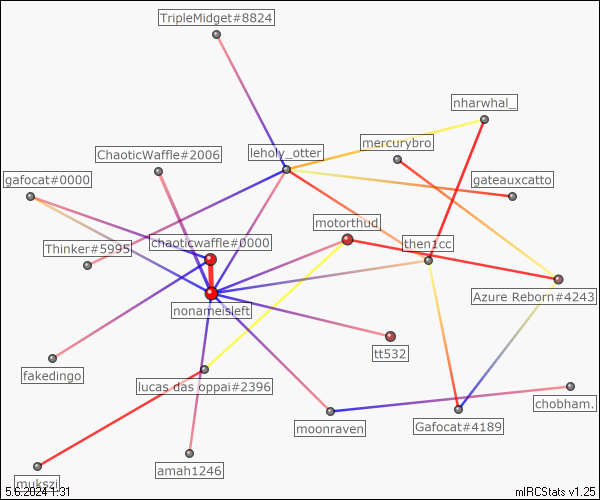 TripleMidget#8824
nharwhal_
mercurybro
leholy_otter
ChaoticWaffle#2006
gafocat#0000
gateauxcatto
motorthud
chaoticwaffle#0000
then1cc
Thinker#5995
Azure Reborn#4243
nonameisleft
tt532
fakedingo
lucas das oppai#2396
chobham.
Gafocat#4189
moonraven
amah1246
mukszi
5.6.2024 1:31
mIRCStats v1.25